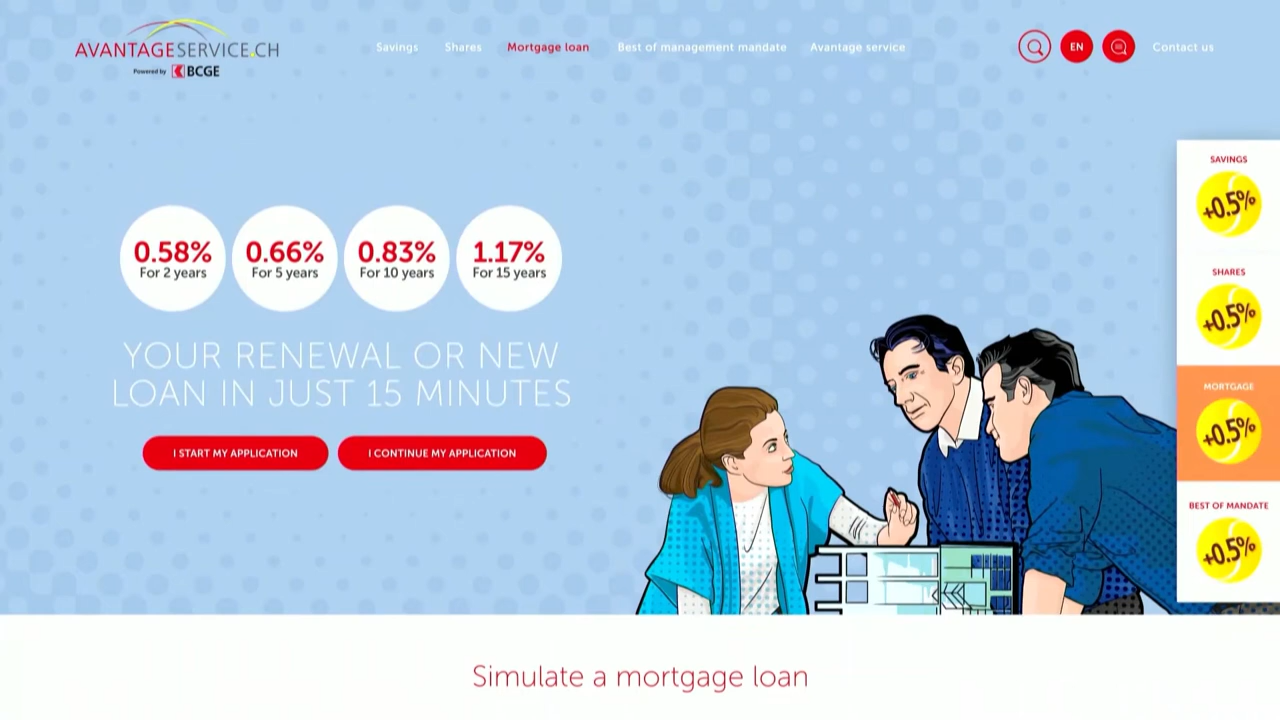 AVANTAGESERVICE.CH
Powered by BCGE
Savings
Shares
Mortgage loan
Best of management mandate
Avantage service
EN
Contact us
0.58%
For 2 years
0.66%
For 5 years
0.83%
For 10 years
1.17%
For 15 years
YOUR RENEWAL OR NEW
LOAN IN JUST 15 MINUTES
I START MY APPLICATION
I CONTINUE MY APPLICATION
SAVINGS
+0.5%
SHARES
+0.5%
MORTGAGE
+0.5%
BEST OF MANDATE
+0.5%
Simulate a mortgage loan